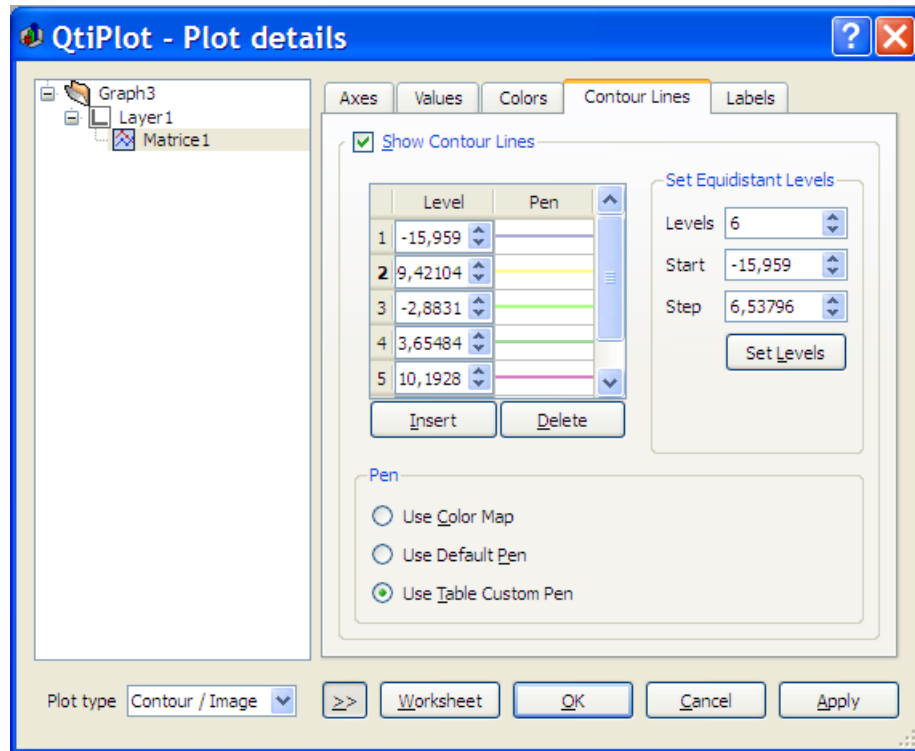 QtiPlot - Plot details
Graph3
Layer1
Matrice1
Axes Values Colors Contour Lines Labels
Show Contour Lines
Level Pen
1 -15,959
2 9,42104
3 -2,8831
4 3,65484
5 10,1928
Insert Delete
Set Equidistant Levels
Levels 6
Start -15,959
Step 6,53796
Set Levels
Pen
Use Color Map
Use Default Pen
Use Table Custom Pen
Plot type Contour / Image >> Worksheet OK Cancel Apply